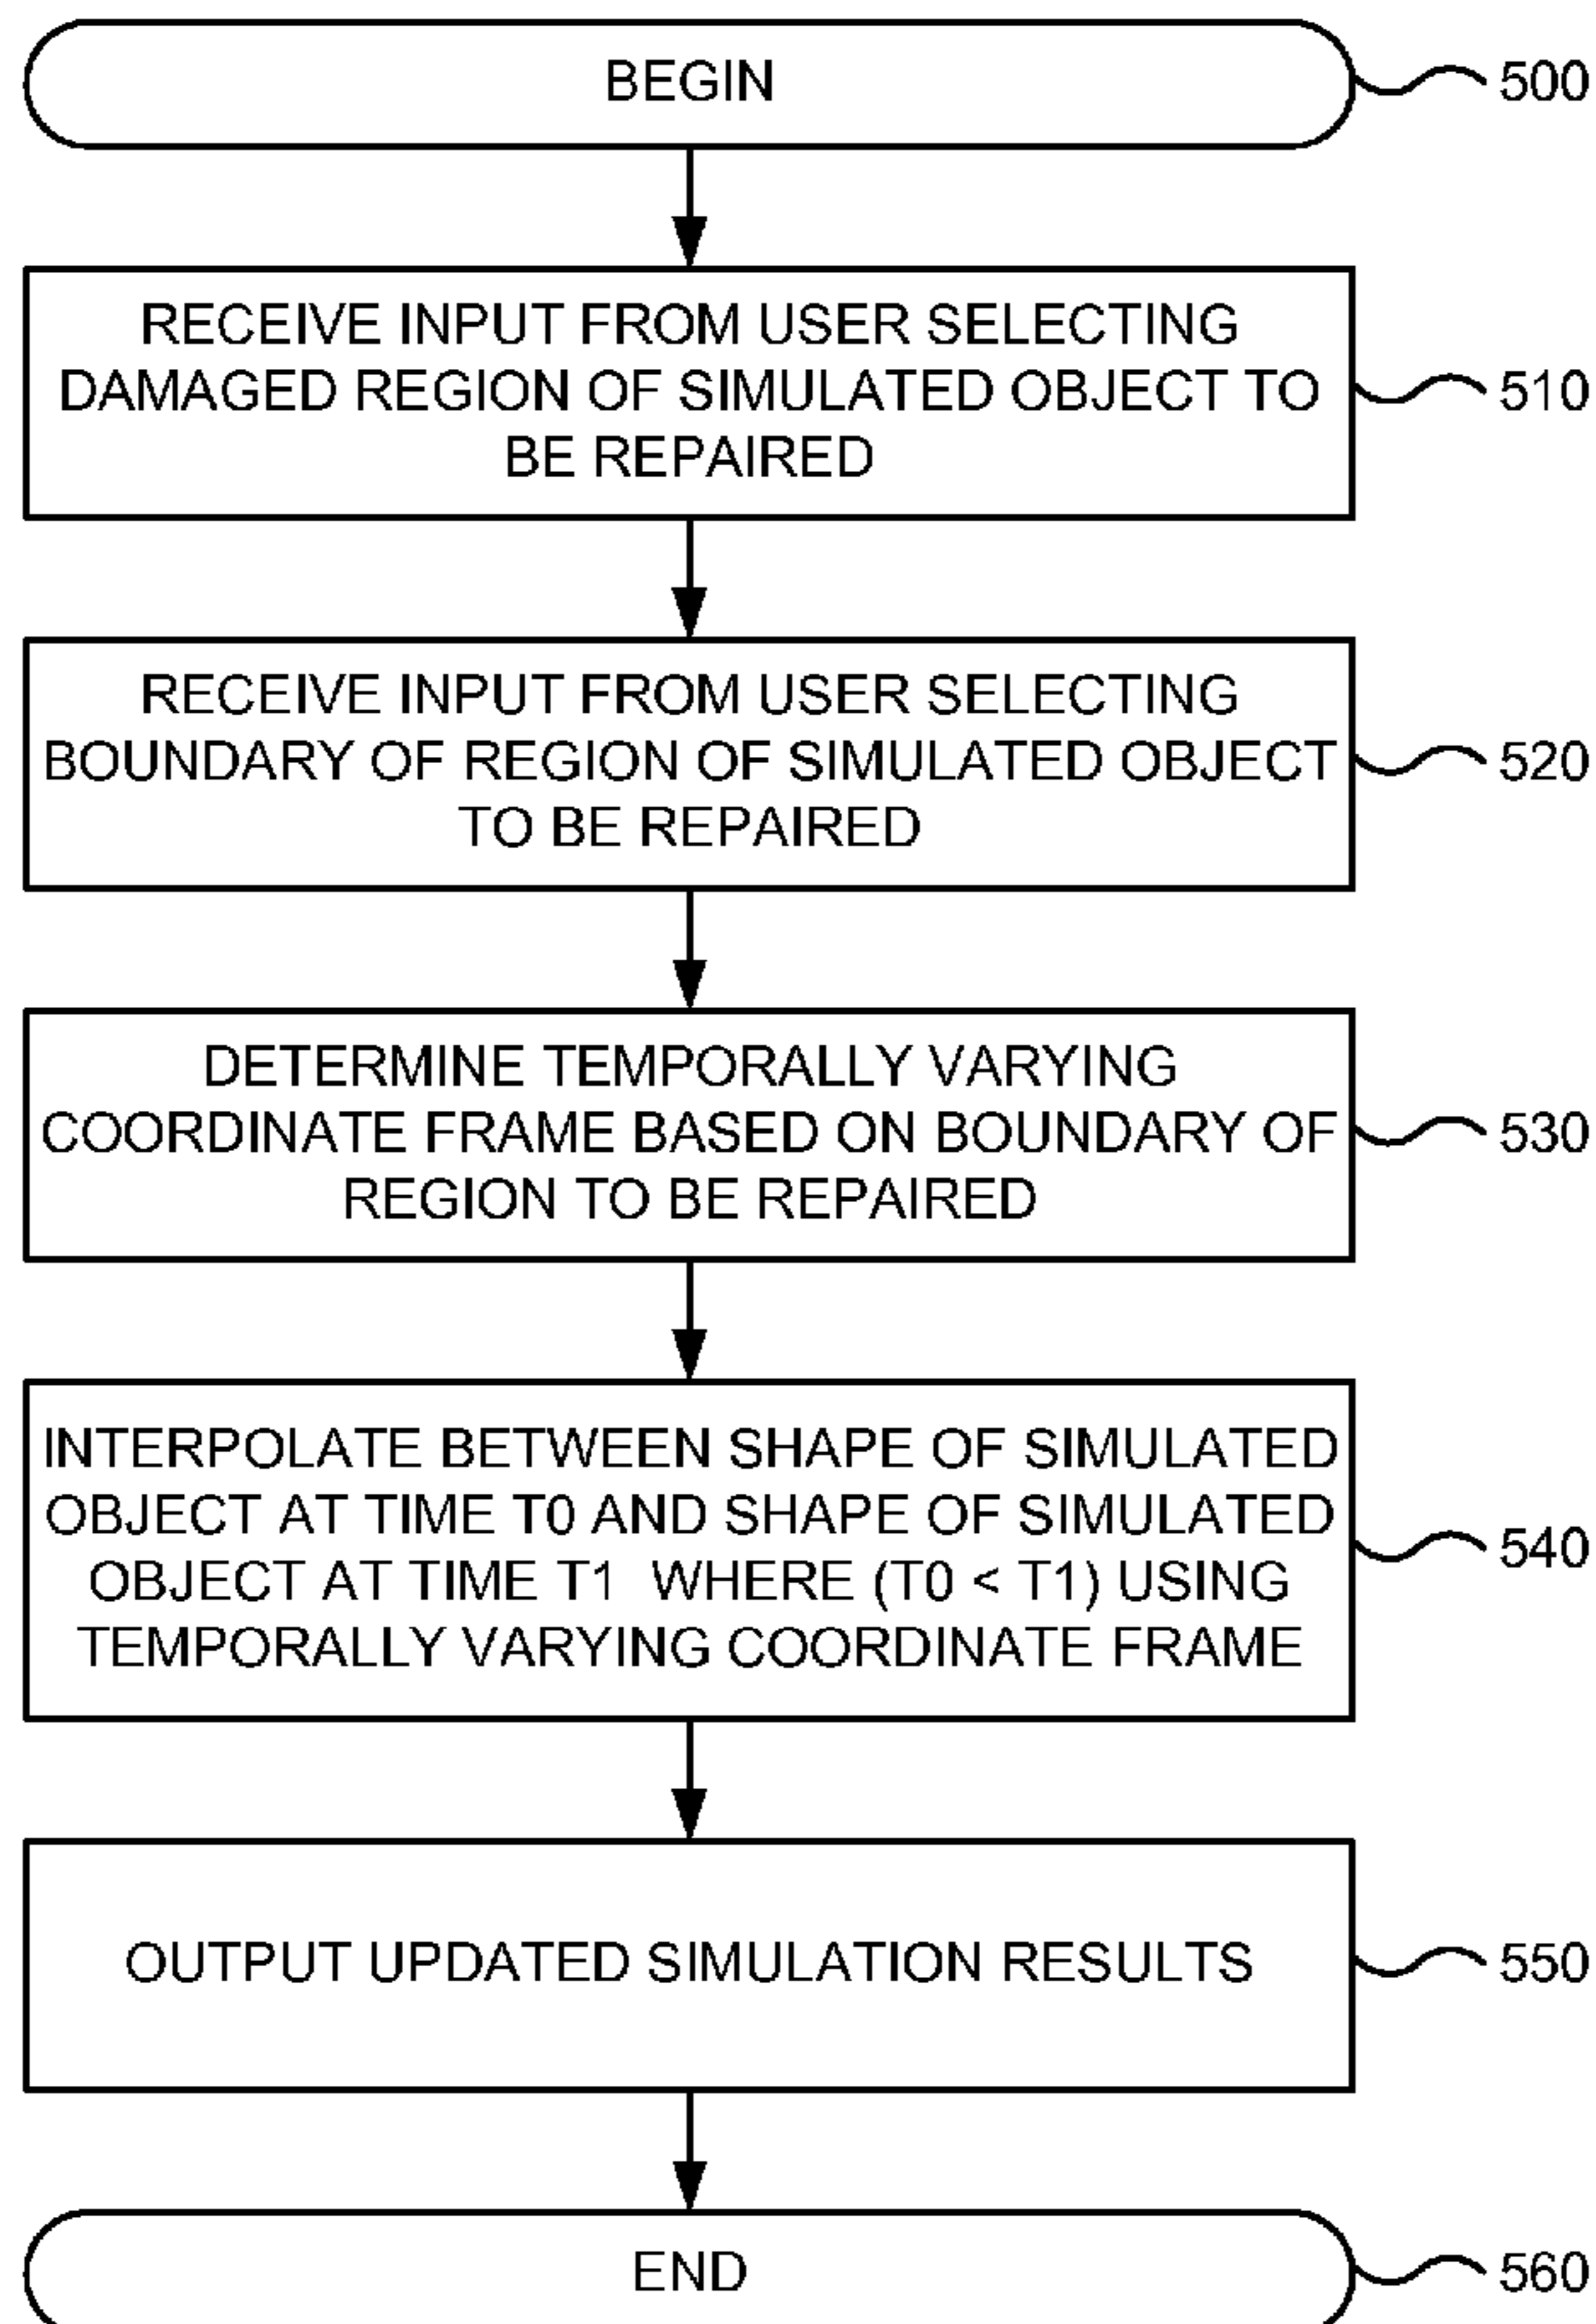 BEGIN
500
RECEIVE INPUT FROM USER SELECTING
DAMAGED REGION OF SIMULATED OBJECT TO
BE REPAIRED
510
RECEIVE INPUT FROM USER SELECTING
BOUNDARY OF REGION OF SIMULATED OBJECT
TO BE REPAIRED
520
DETERMINE TEMPORALLY VARYING
COORDINATE FRAME BASED ON BOUNDARY OF
REGION TO BE REPAIRED
530
INTERPOLATE BETWEEN SHAPE OF SIMULATED
OBJECT AT TIME T0 AND SHAPE OF SIMULATED
OBJECT AT TIME T1 WHERE (T0 < T1) USING
TEMPORALLY VARYING COORDINATE FRAME
540
OUTPUT UPDATED SIMULATION RESULTS
550
END
560